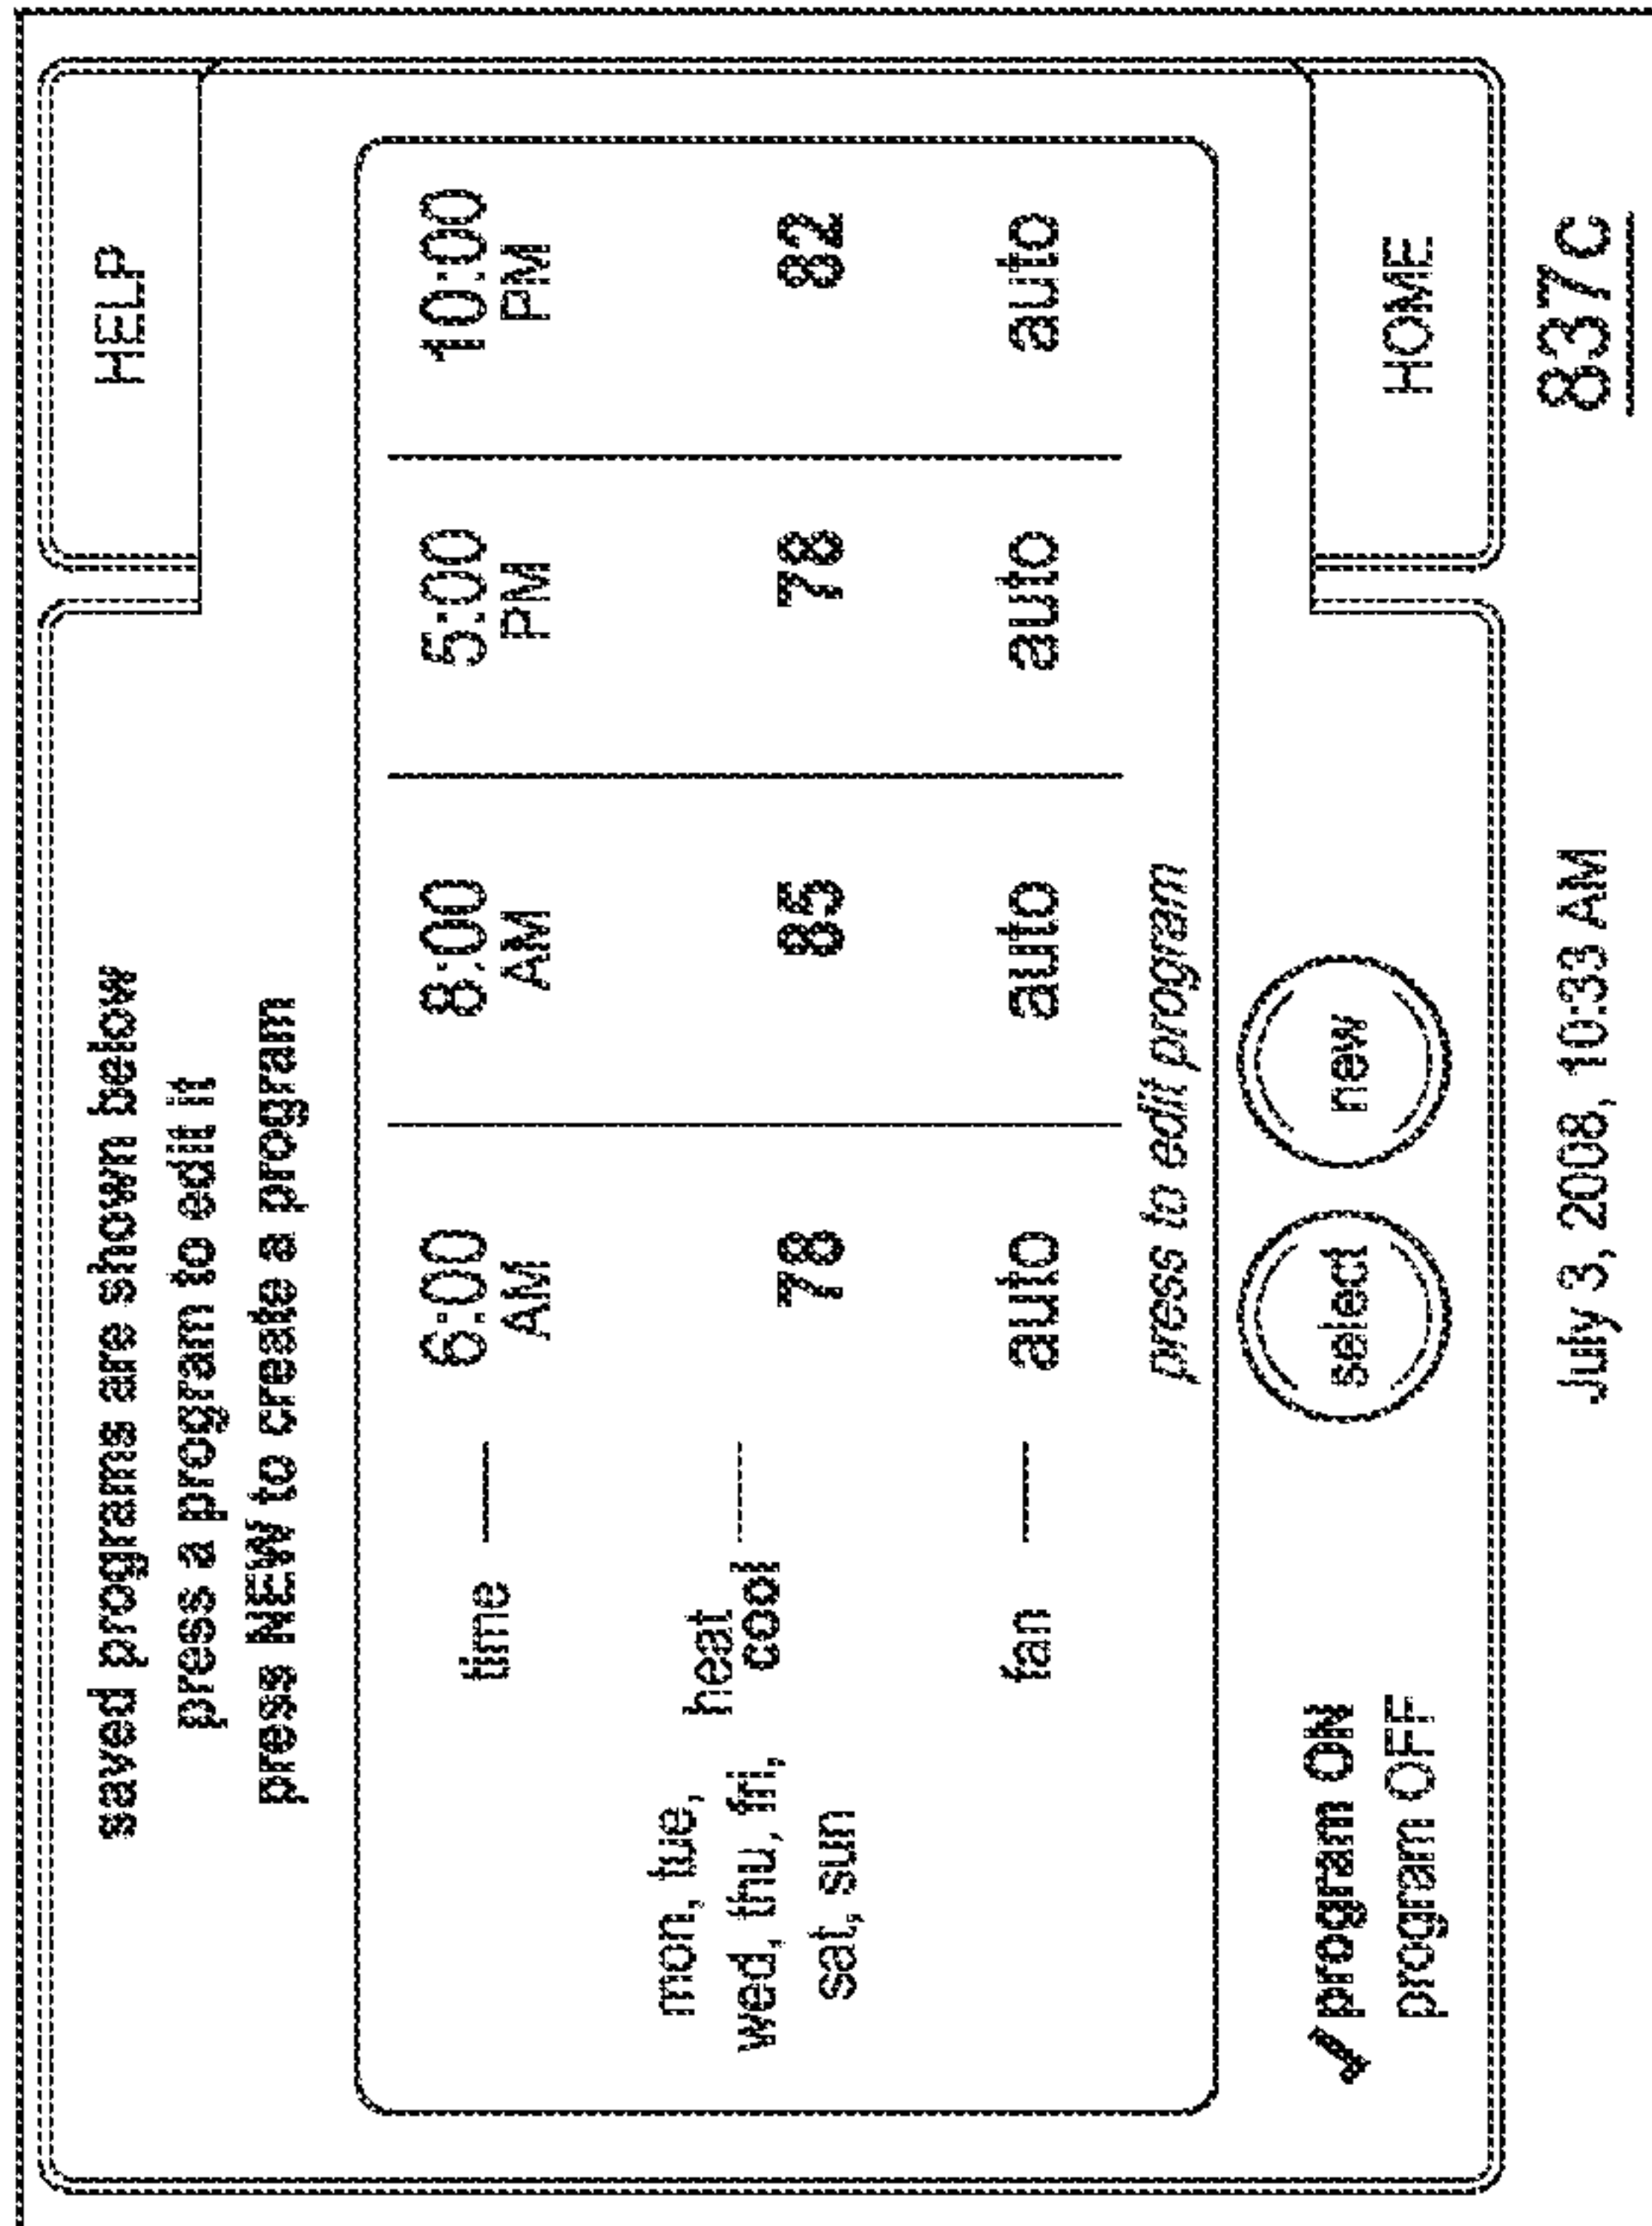 saved programs are shown below
press a program to edit it
press NEW to create a program
HELP
time — 6:00 AM 8:00 AM 5:00 PM 10:00 PM
mon, tue,
wed, thu, fri,
sat, sun
heat
cool — 78 85 78 82
fan — auto auto auto auto
press to edit program
✓program ON
program OFF
select
new
HOME
July 3, 2008, 10:33 AM
837c